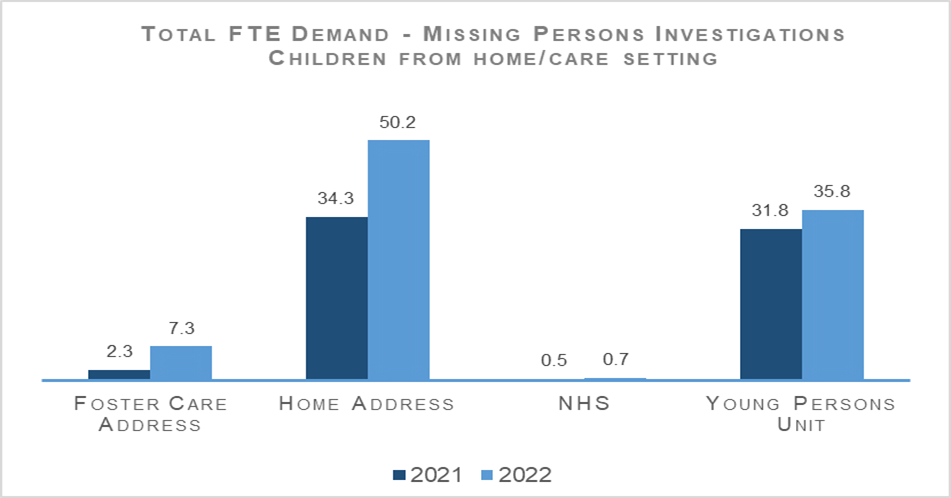 Total FTE Demand - Missing Persons Investigations
Children from home/care setting
50.2
34.3
35.8
31.8
7.3
2.3
0.5
0.7
Foster Care
Address
Home Address
NHS
Young Persons
Unit
2021
2022